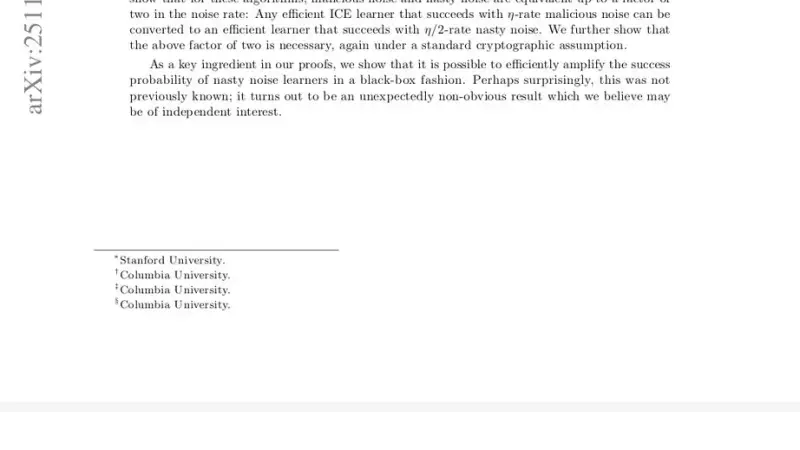 two in the noise rate: Any efficient ICE learner that succeeds with η-rate malicious noise can be
converted to an efficient learner that succeeds with η/2-rate nasty noise. We further show that
the above factor of two is necessary, again under a standard cryptographic assumption.
As a key ingredient in our proofs, we show that it is possible to efficiently amplify the success
probability of nasty noise learners in a black-box fashion. Perhaps surprisingly, this was not
previously known; it turns out to be an unexpectedly non-obvious result which we believe may
be of independent interest.
arXiv:2511
*Stanford University.
†Columbia University.
‡Columbia University.
§Columbia University.